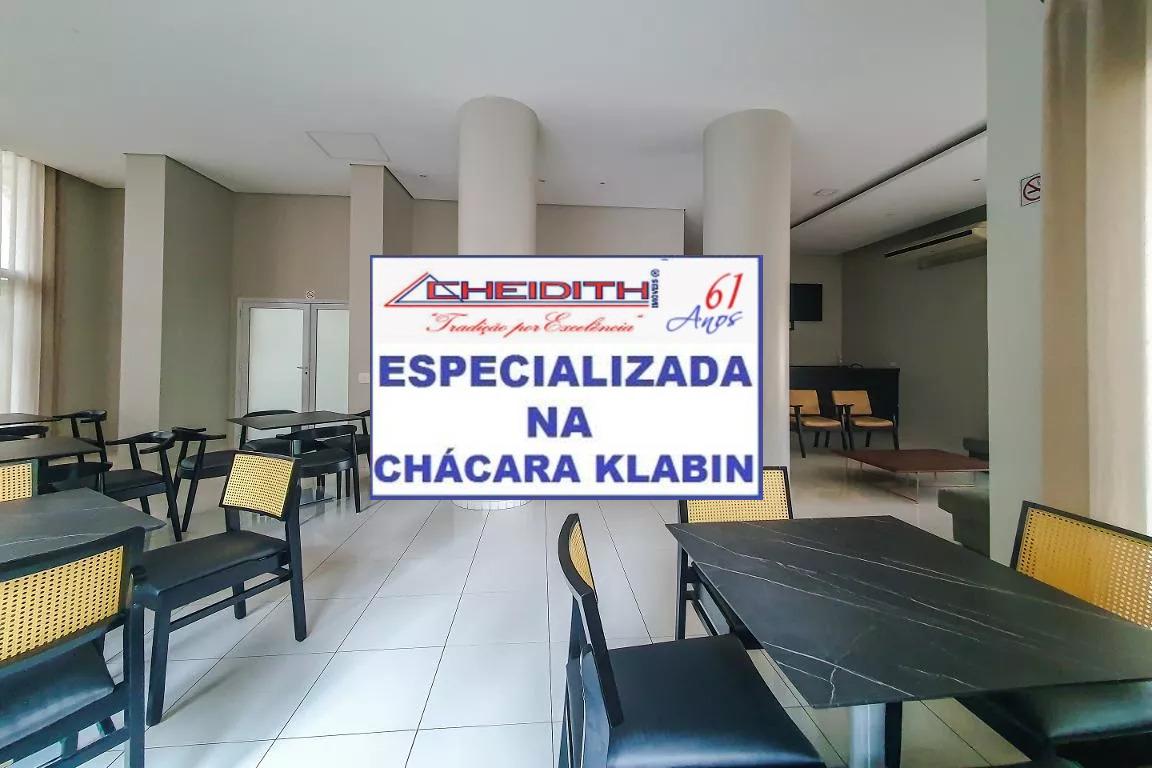 CHEIDITH IMÓVEIS ®
61
Anos
"Tradição por Excelência"
ESPECIALIZADA
NA
CHÁCARA KLABIN